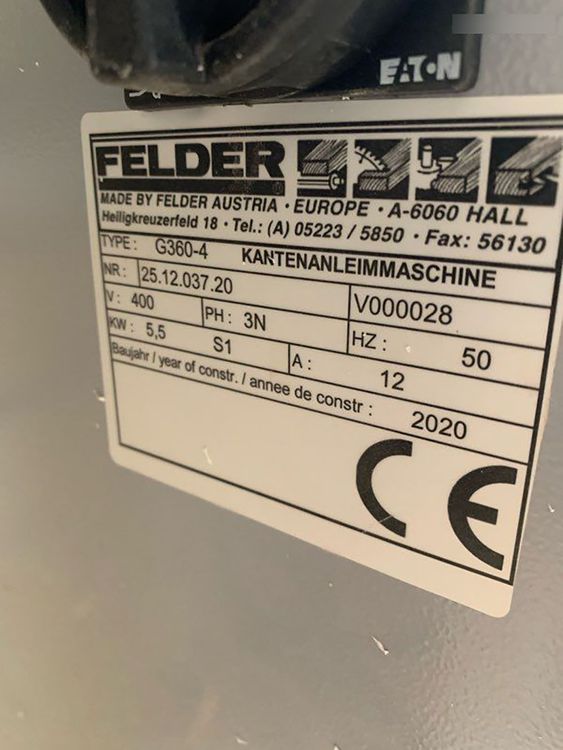 EATON
FELDER
MADE BY FELDER AUSTRIA · EUROPE · A-6060 HALL
Heiligkreuzerfeld 18 · Tel.: (A) 05223 / 5850 · Fax: 56130
TYPE: G360-4 KANTENANLEIMMASCHINE
NR: 25.12.037.20 V000028
V: 400 PH: 3N HZ: 50
KW: 5,5 S1 A: 12
Baujahr / year of constr. / annee de constr: 2020
CE